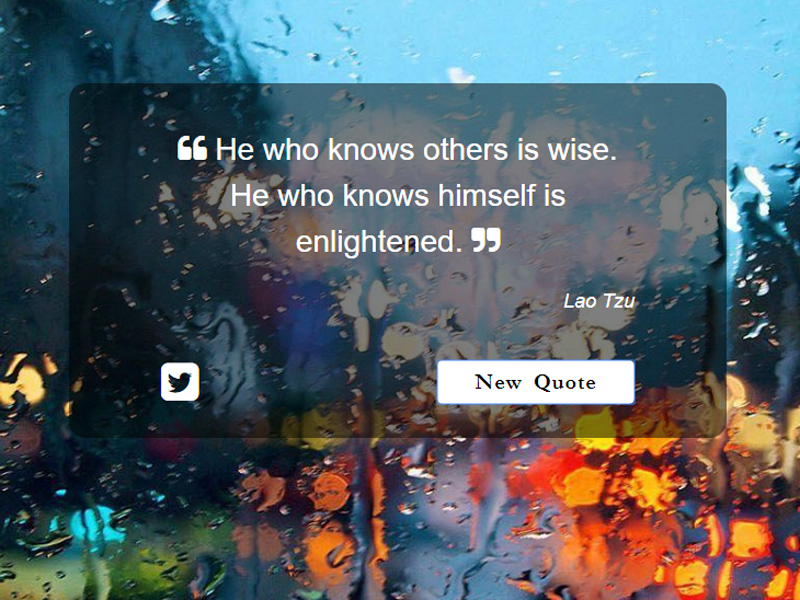 ❝ He who knows others is wise.
He who knows himself is
enlightened. ❞
Lao Tzu
New Quote